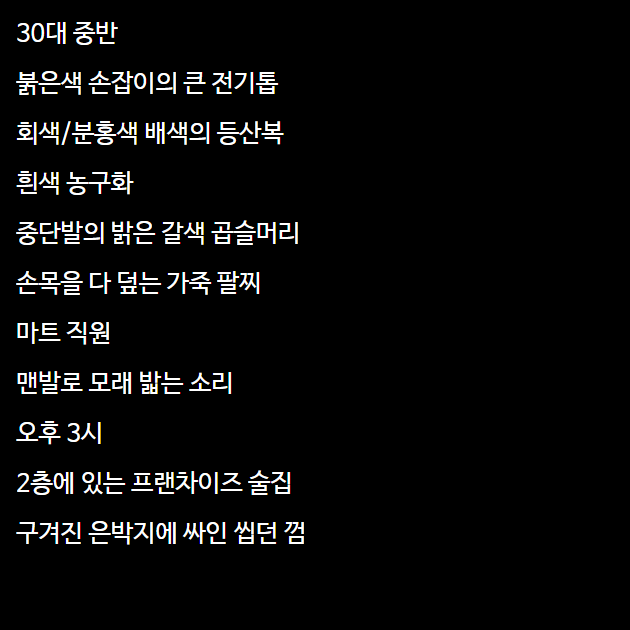 30대 중반
붉은색 손잡이의 큰 전기톱
회색/분홍색 배색의 등산복
흰색 농구화
중단발의 밝은 갈색 곱슬머리
손목을 다 덮는 가죽 팔찌
마트 직원
맨발로 모래 밟는 소리
오후 3시
2층에 있는 프랜차이즈 술집
구겨진 은박지에 싸인 씹던 껌